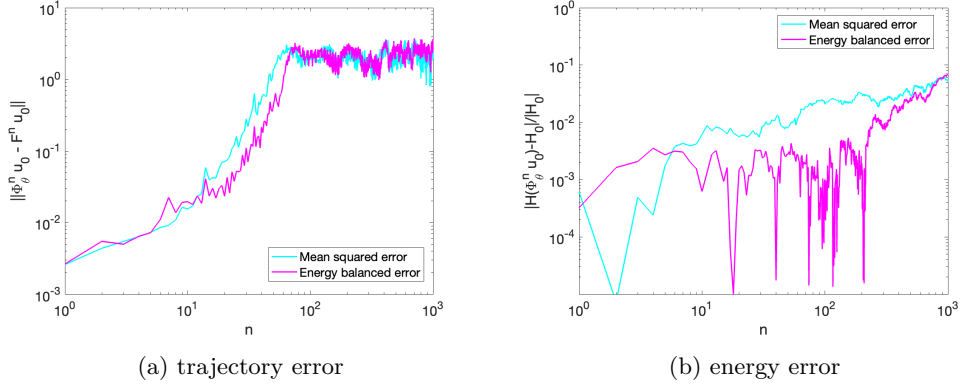 10^1
10^0
10^-1
10^-2
10^-3
||Φ_θ^n u_0 - F^n u_0||
Mean squared error
Energy balanced error
10^0
10^1
10^2
10^3
n
(a) trajectory error
10^0
10^-1
10^-2
10^-3
10^-4
|H(Φ_θ^n u_0)-H_0|/|H_0|
Mean squared error
Energy balanced error
10^0
10^1
10^2
10^3
n
(b) energy error